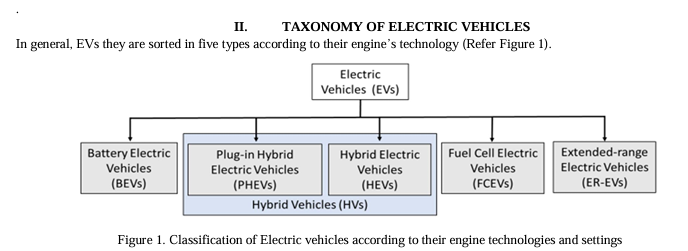 .
II. TAXONOMY OF ELECTRIC VEHICLES
In general, EVs they are sorted in five types according to their engine's technology (Refer Figure 1).
Electric
Vehicles (EVs)
Battery Electric
Vehicles
(BEVs)
Plug-in Hybrid
Electric Vehicles
(PHEVs)
Hybrid Electric
Vehicles
(HEVs)
Fuel Cell Electric
Vehicles
(FCEVs)
Extended-range
Electric Vehicles
(ER-EVs)
Hybrid Vehicles (HVs)
Figure 1. Classification of Electric vehicles according to their engine technologies and settings